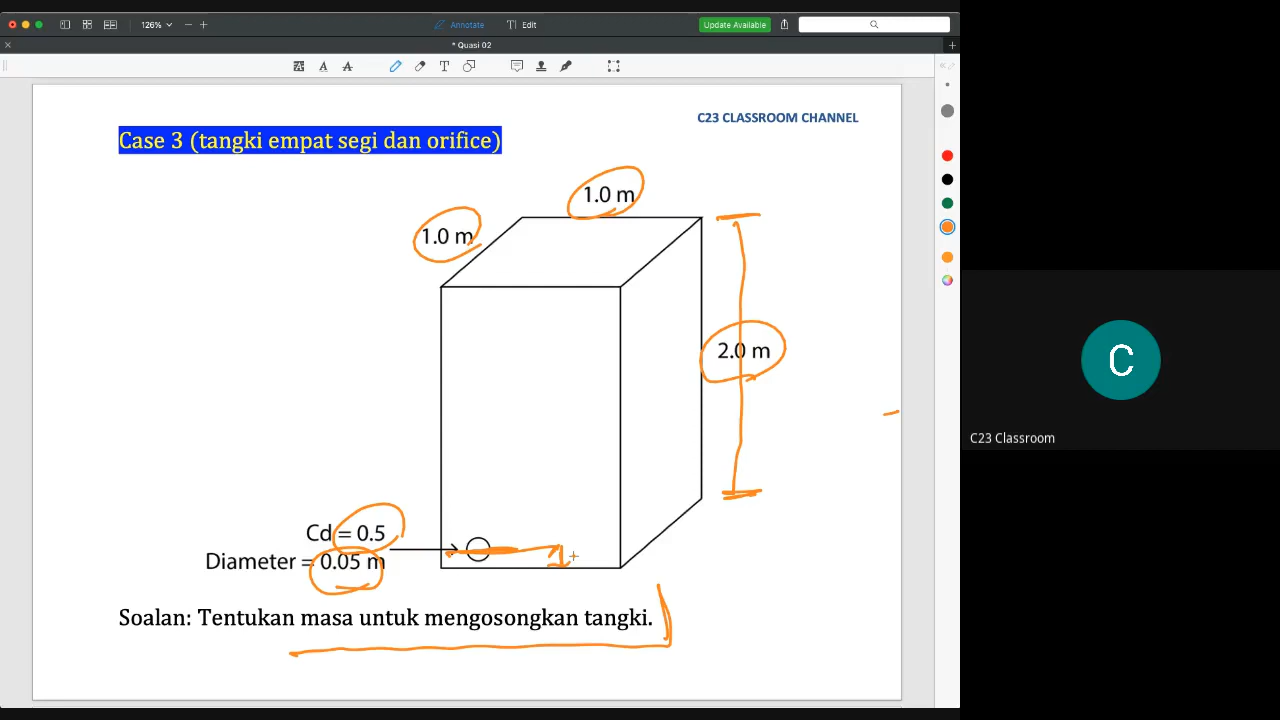 126%
Annotate
Edit
Update Available
* Quasi 02
C23 CLASSROOM CHANNEL
Case 3 (tangki empat segi dan orifice)
1.0 m
1.0 m
2.0 m
Cd = 0.5
Diameter = 0.05 m
Soalan: Tentukan masa untuk mengosongkan tangki.
C
C23 Classroom